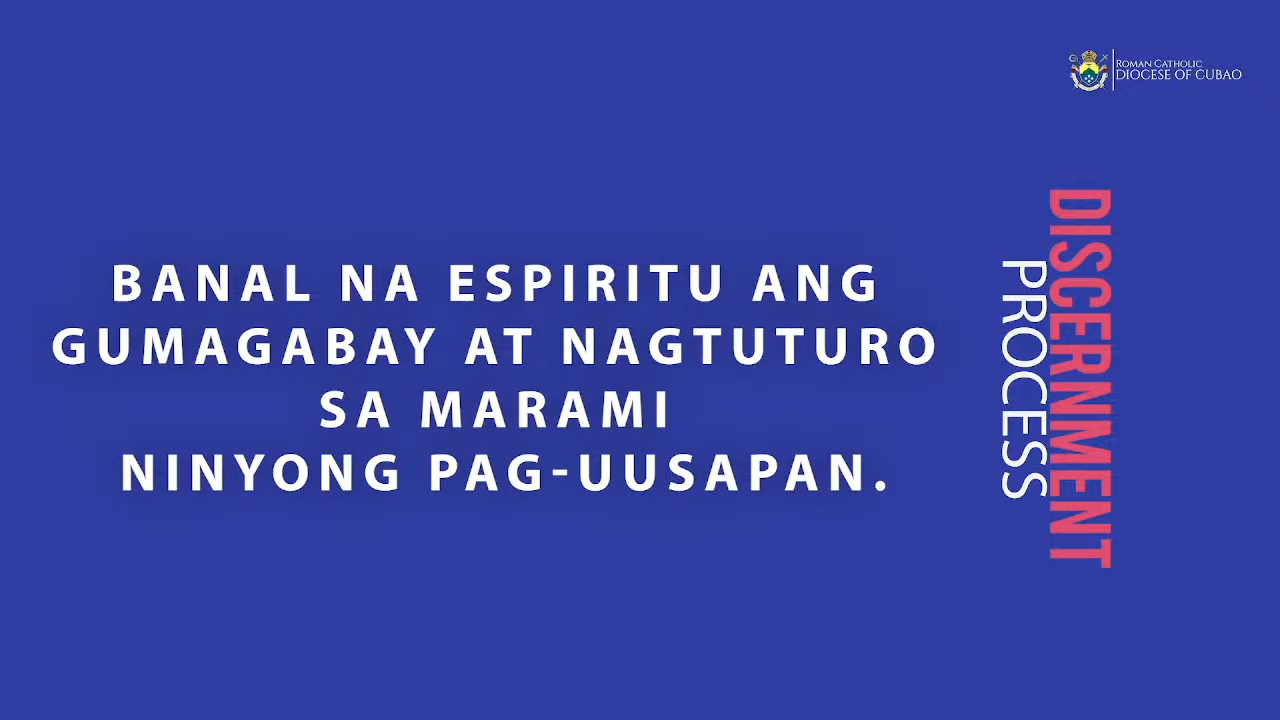 ROMAN CATHOLIC
DIOCESE OF CUBAO
BANAL NA ESPIRITU ANG
GUMAGABAY AT NAGTUTURO
SA MARAMI
NINYONG PAG-UUSAPAN.
DISCERNMENT
PROCESS